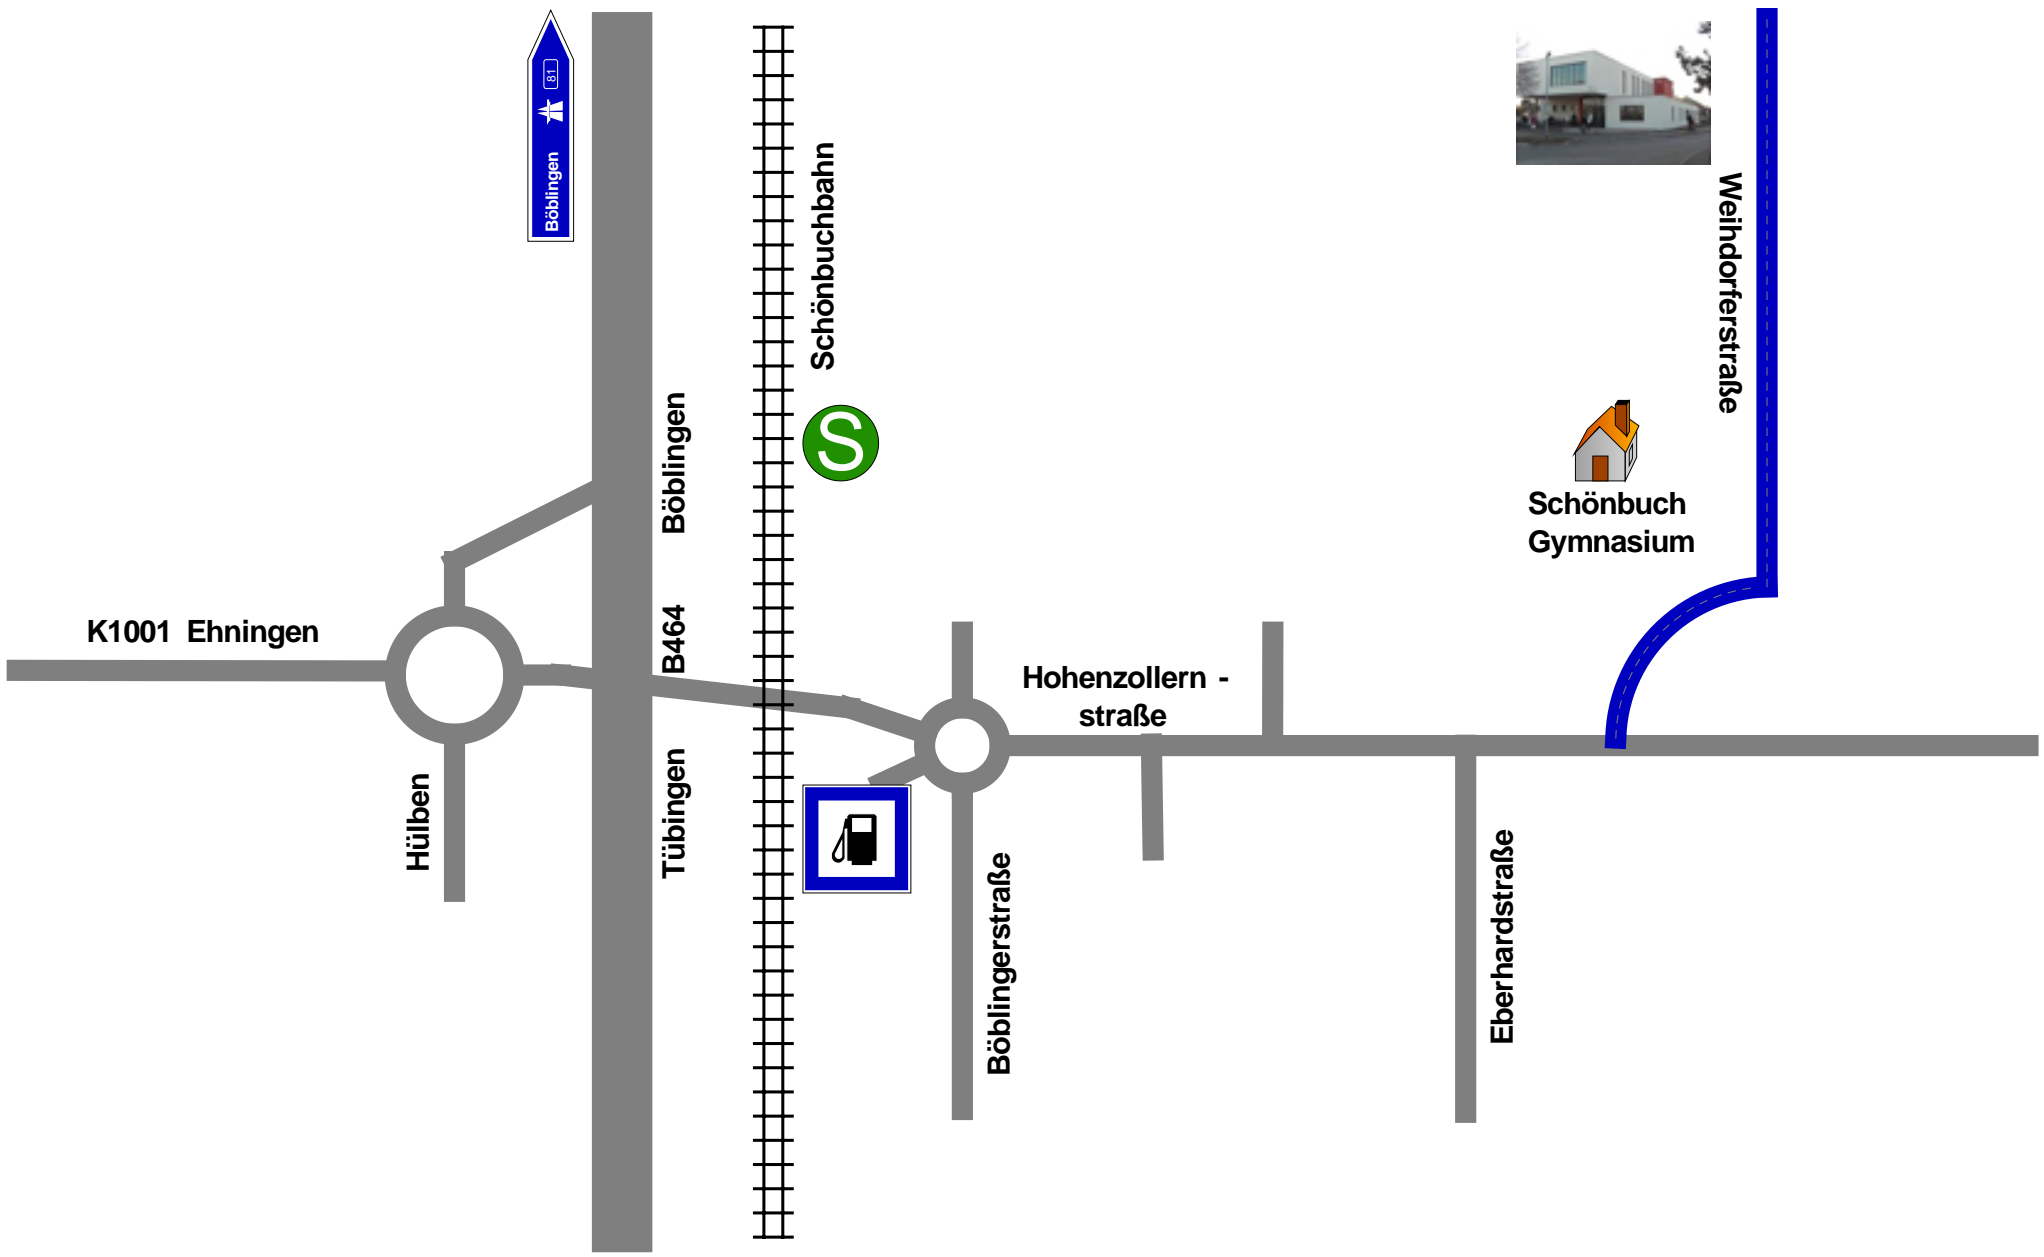 81
Böblingen
Schönbuchbahn
Weihdorferstraße
Böblingen
S
Schönbuch
Gymnasium
K1001 Ehningen
B464
Hohenzollern -
straße
Tübingen
Hülben
Böblingerstraße
Eberhardstraße